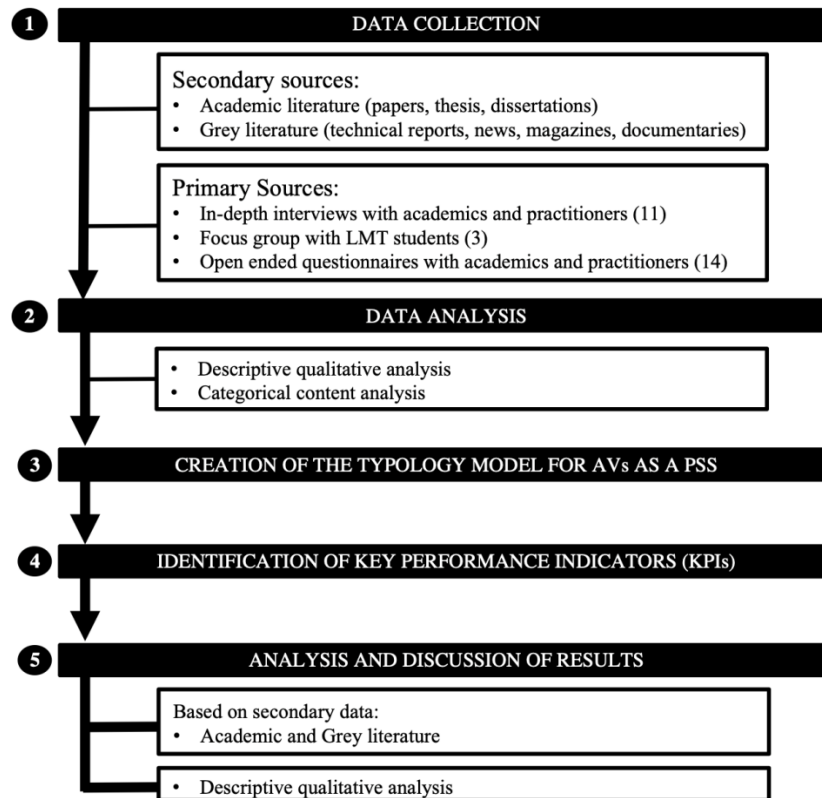 1 DATA COLLECTION
Secondary sources:
• Academic literature (papers, thesis, dissertations)
• Grey literature (technical reports, news, magazines, documentaries)
Primary Sources:
• In-depth interviews with academics and practitioners (11)
• Focus group with LMT students (3)
• Open ended questionnaires with academics and practitioners (14)
2 DATA ANALYSIS
• Descriptive qualitative analysis
• Categorical content analysis
3 CREATION OF THE TYPOLOGY MODEL FOR AVs AS A PSS
4 IDENTIFICATION OF KEY PERFORMANCE INDICATORS (KPIs)
5 ANALYSIS AND DISCUSSION OF RESULTS
Based on secondary data:
• Academic and Grey literature
• Descriptive qualitative analysis